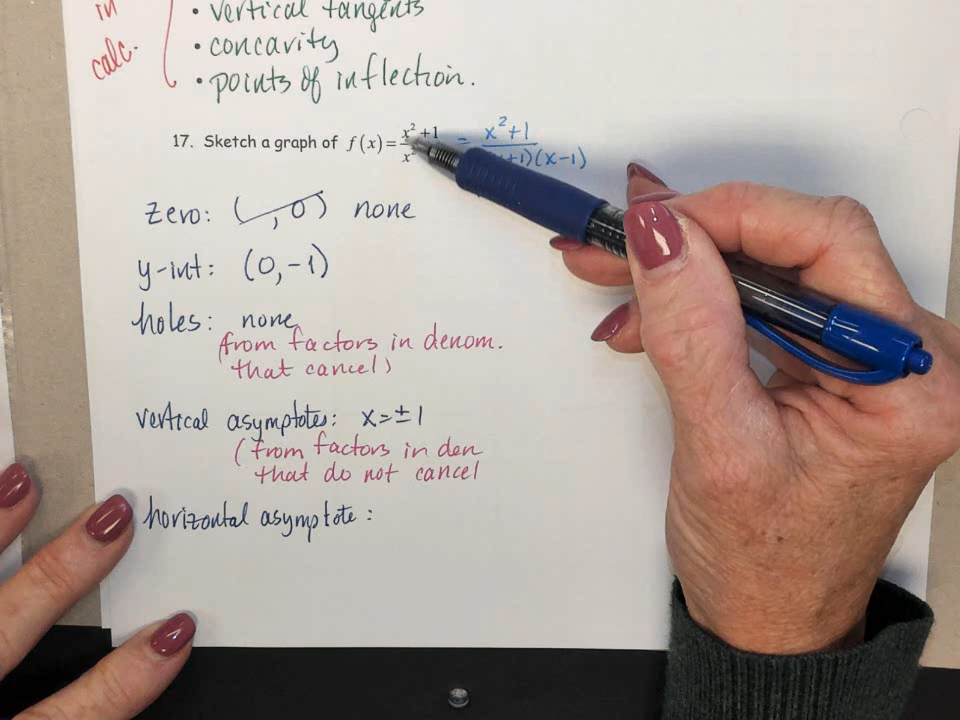 in
calc.
• vertical tangents
• concavity
• points of inflection.
17. Sketch a graph of f(x) = x²+1 / x² = x²+1 / +1)(x-1)
zero: ( , 0) none
y-int: (0, -1)
holes: none
(from factors in denom.
that cancel)
vertical asymptotes: x = ±1
(from factors in den
that do not cancel
horizontal asymptote: